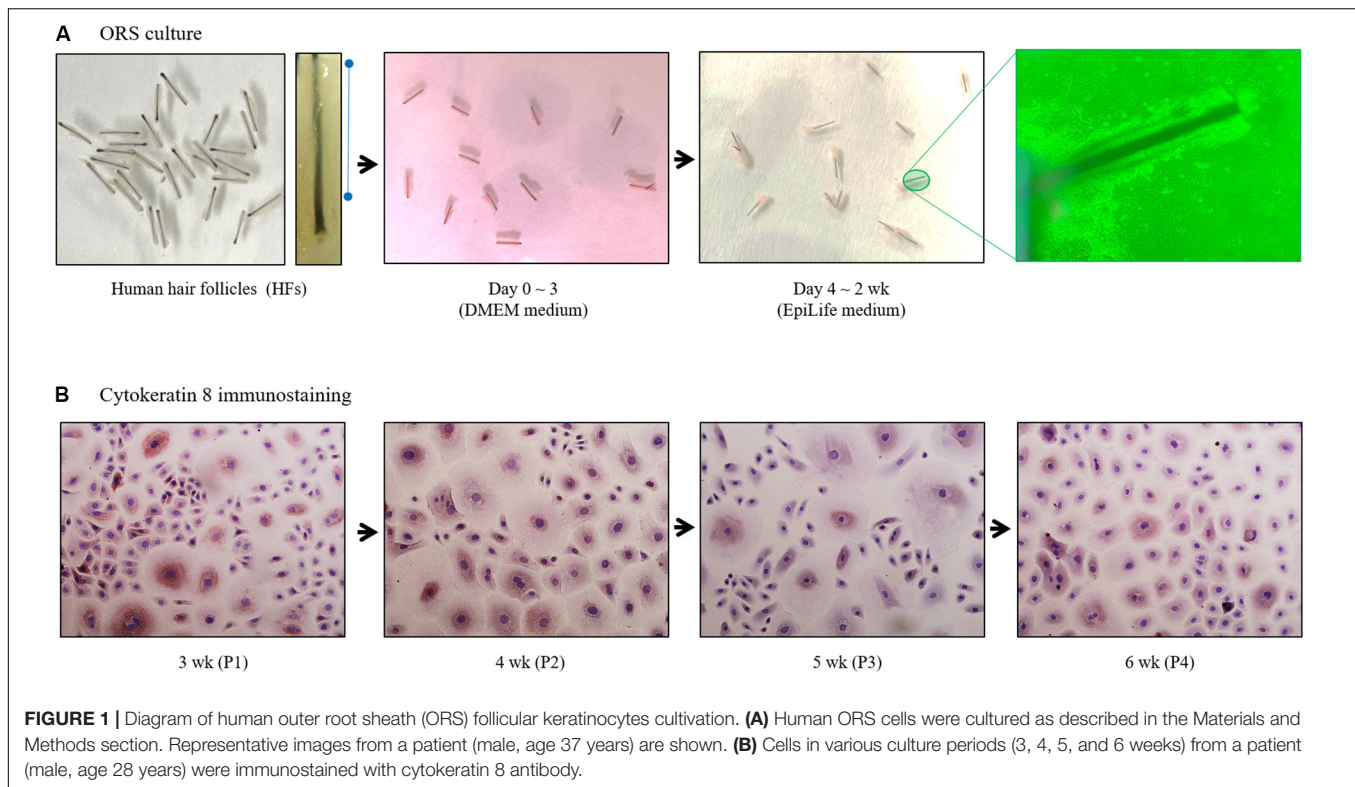 A ORS culture
Human hair follicles (HFs)
Day 0 ~ 3
(DMEM medium)
Day 4 ~ 2 wk
(EpiLife medium)
B Cytokeratin 8 immunostaining
3 wk (P1)
4 wk (P2)
5 wk (P3)
6 wk (P4)
FIGURE 1 | Diagram of human outer root sheath (ORS) follicular keratinocytes cultivation. (A) Human ORS cells were cultured as described in the Materials and
Methods section. Representative images from a patient (male, age 37 years) are shown. (B) Cells in various culture periods (3, 4, 5, and 6 weeks) from a patient
(male, age 28 years) were immunostained with cytokeratin 8 antibody.